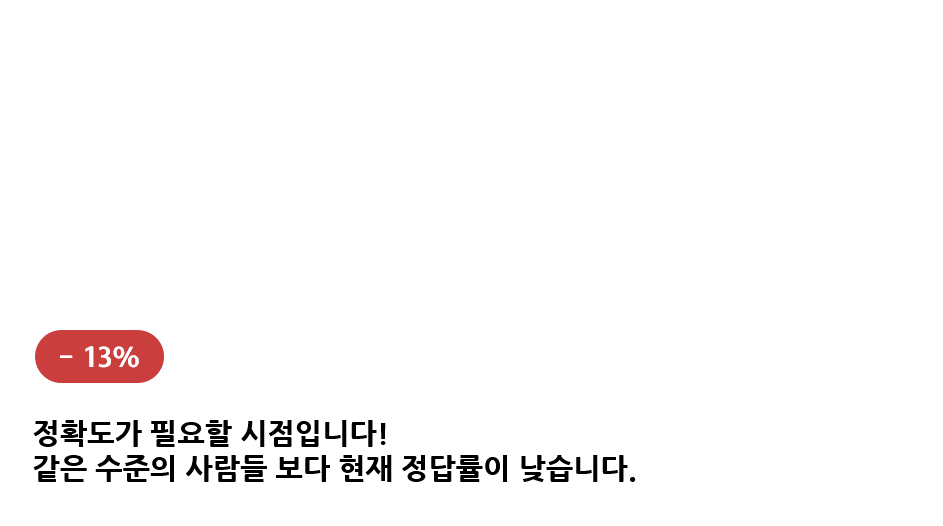 - 13%
정확도가 필요할 시점입니다!
같은 수준의 사람들 보다 현재 정답률이 낮습니다.